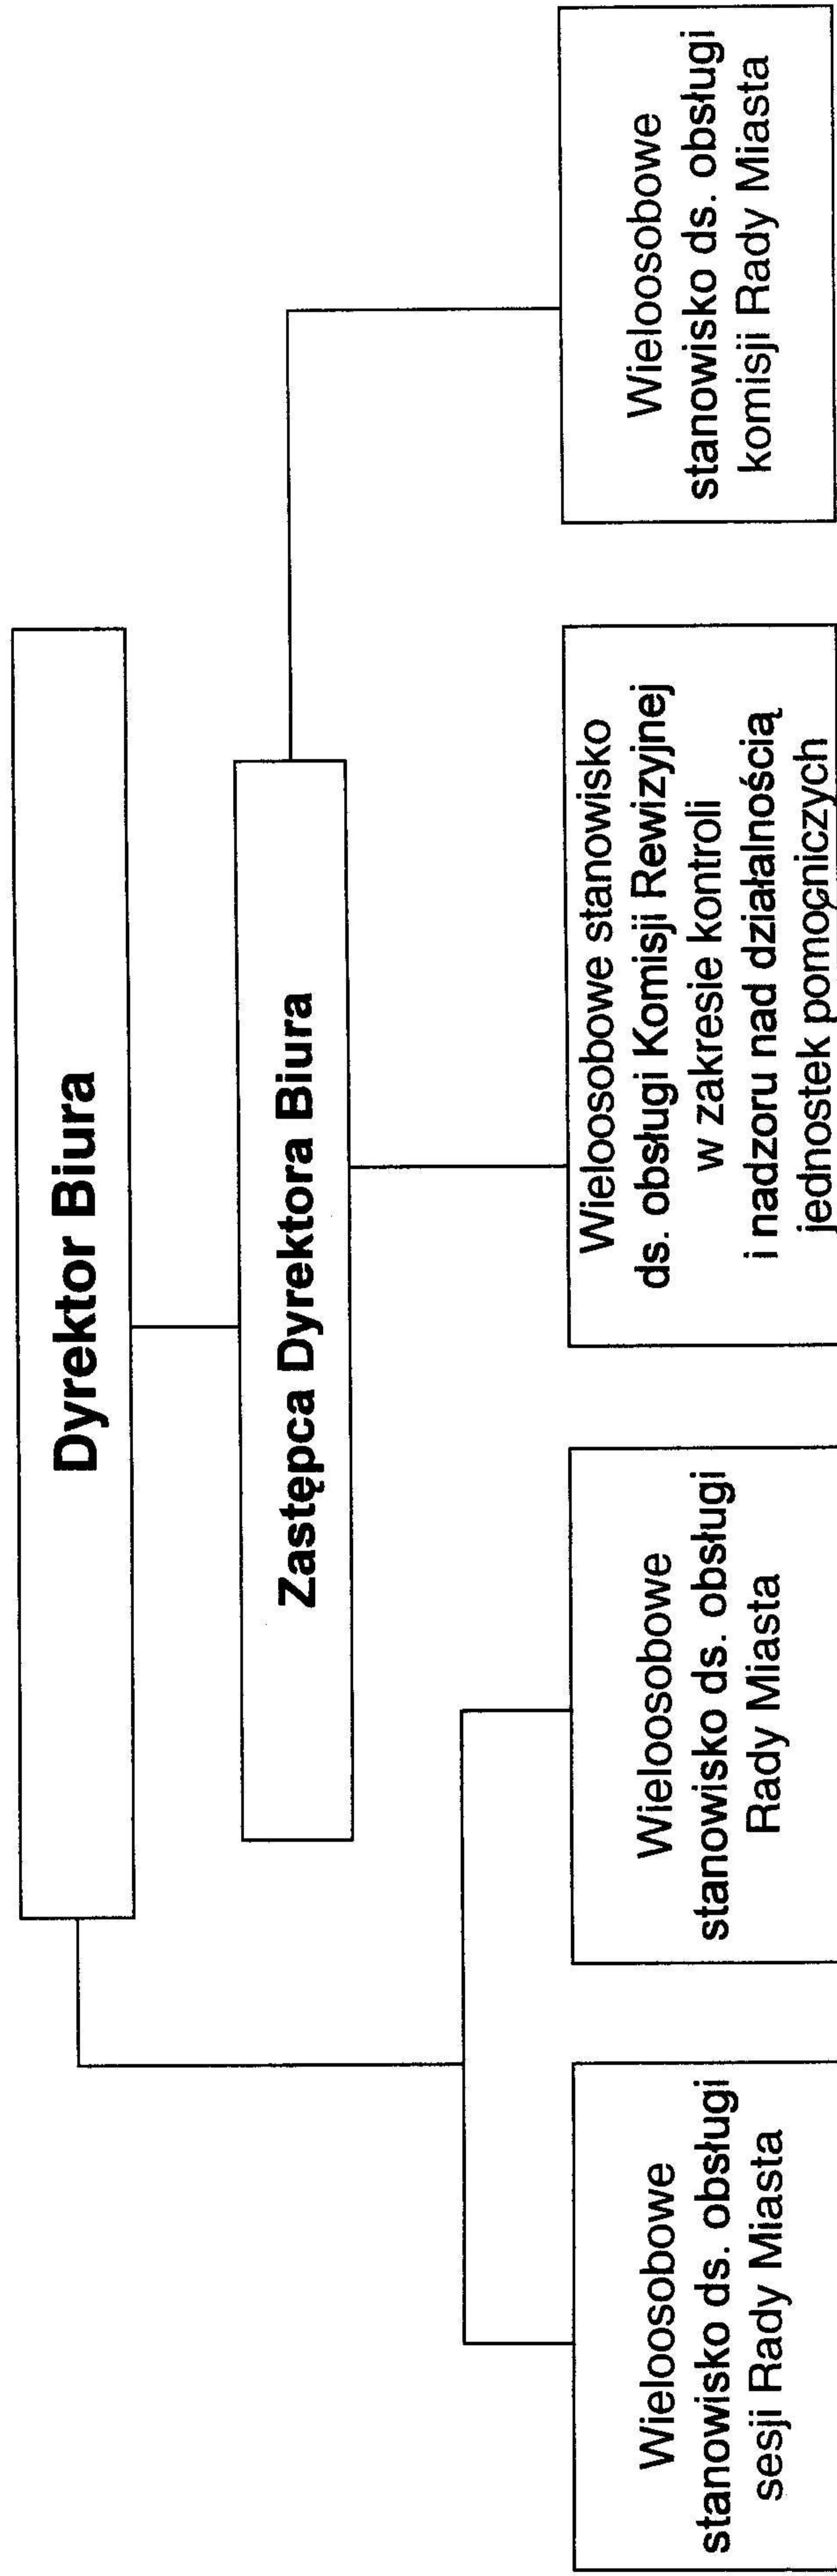 Dyrektor Biura
Zastępca Dyrektora Biura
Wieloosobowe
stanowisko ds. obsługi
sesji Rady Miasta
Wieloosobowe
stanowisko ds. obsługi
Rady Miasta
Wieloosobowe stanowisko
ds. obsługi Komisji Rewizyjnej
w zakresie kontroli
i nadzoru nad działalnością
jednostek pomocniczych
Wieloosobowe
stanowisko ds. obsługi
komisji Rady Miasta